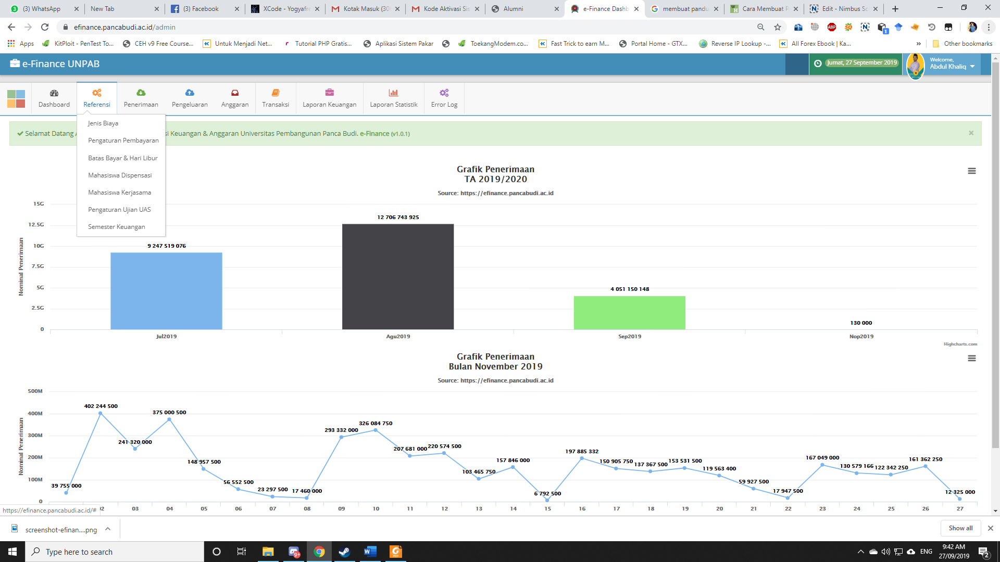 (3) WhatsApp
New Tab
(3) Facebook
XCode - Yogyafre
Kotak Masuk (30
Kode Aktivasi Sis
Alumni
e-Finance Dashb
membuat pandu
Cara Membuat P
Edit - Nimbus Sc
efinance.pancabudi.ac.id/admin
Apps
KitPloit - PenTest To...
CEH v9 Free Course...
Untuk Menjadi Net...
Tutorial PHP Gratis...
Aplikasi Sistem Pakar
ToekangModem.co...
Fast Trick to earn M...
Portal Home - GTX...
Reverse IP Lookup -...
All Forex Ebook | Ka...
» Other bookmarks
e-Finance UNPAB
Jumat, 27 September 2019
Welcome,
Abdul Khaliq
Dashboard
Referensi
Penerimaan
Pengeluaran
Anggaran
Transaksi
Laporan Keuangan
Laporan Statistik
Error Log
Jenis Biaya
Pengaturan Pembayaran
Batas Bayar & Hari Libur
Mahasiswa Dispensasi
Mahasiswa Kerjasama
Pengaturan Ujian UAS
Semester Keuangan
Selamat Datang si Keuangan & Anggaran Universitas Pembangunan Panca Budi. e-Finance (v1.0.1)
Grafik Penerimaan
TA 2019/2020
Source: https://efinance.pancabudi.ac.id
Nominal Penerimaan
15G
12.5G
10G
7.5G
5G
2.5G
0
9 247 519 076
12 706 743 925
4 051 150 148
130 000
Jul2019
Agu2019
Sep2019
Nop2019
Highcharts.com
Grafik Penerimaan
Bulan November 2019
Source: https://efinance.pancabudi.ac.id
Nominal Penerimaan
500M
400M
300M
200M
100M
0
39 755 000
402 244 500
241 320 000
375 000 500
148 957 500
56 552 500
23 297 500
17 460 000
293 332 000
326 084 750
207 681 000
220 574 500
103 465 750
157 846 000
6 792 500
197 885 332
150 905 750
137 367 500
153 531 500
119 563 400
59 927 500
17 947 500
167 049 000
130 579 166
122 342 250
161 362 250
12 325 000
02 03 04 05 06 07 08 09 10 11 12 13 14 15 16 17 18 19 20 21 22 23 24 25 26 27
https://efinance.pancabudi.ac.id/#
screenshot-efinan....png
Show all
Type here to search
ENG
9:42 AM
27/09/2019